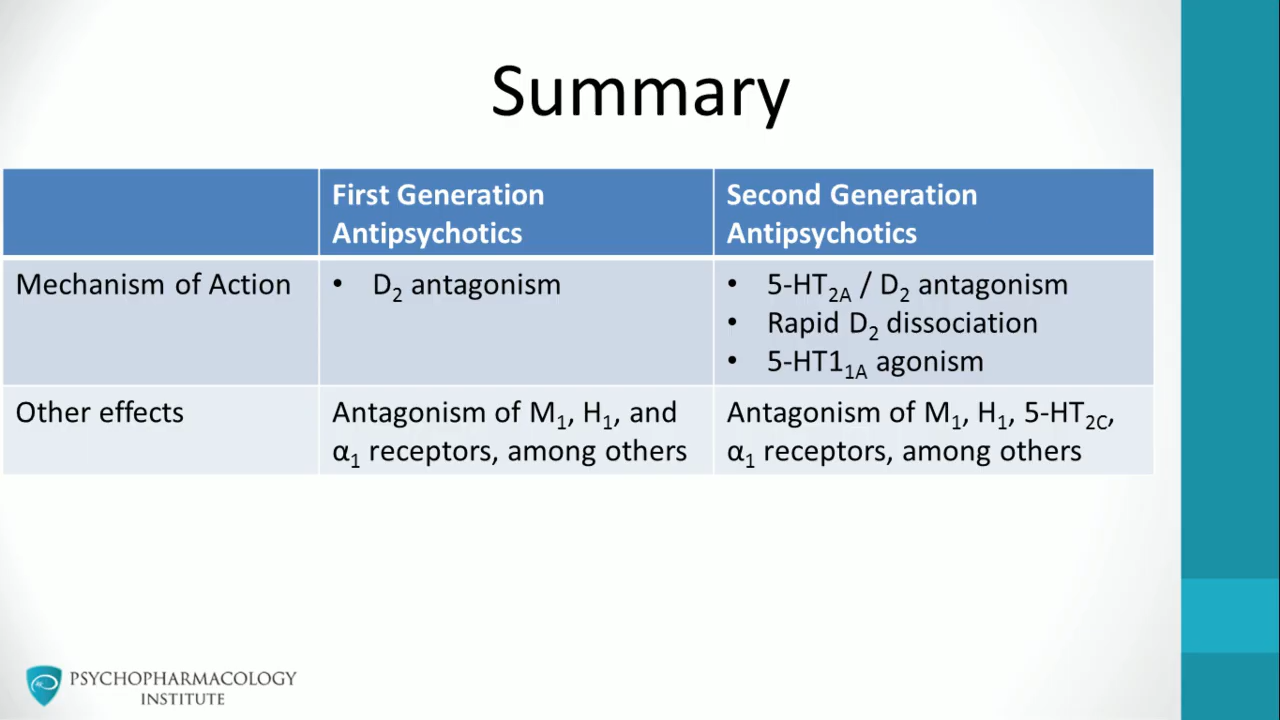 Summary
First Generation
Antipsychotics
Second Generation
Antipsychotics
Mechanism of Action
• D₂ antagonism
• 5-HT₂A / D₂ antagonism
• Rapid D₂ dissociation
• 5-HT1₁A agonism
Other effects
Antagonism of M₁, H₁, and
α₁ receptors, among others
Antagonism of M₁, H₁, 5-HT₂C,
α₁ receptors, among others
PSYCHOPHARMACOLOGY
INSTITUTE